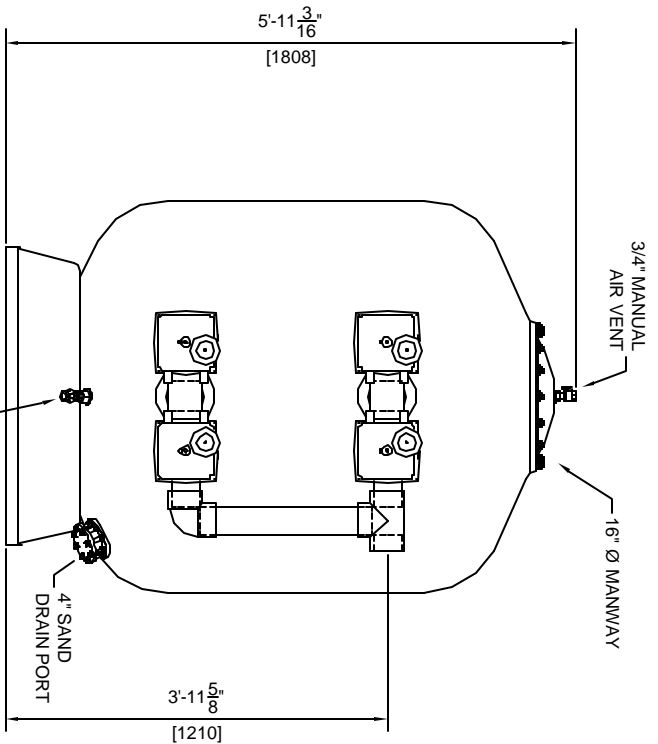 5'-11 3/16"
[1808]
3/4" MANUAL
AIR VENT
16" Ø MANWAY
4" SAND
DRAIN PORT
3'-11 5/8"
[1210]